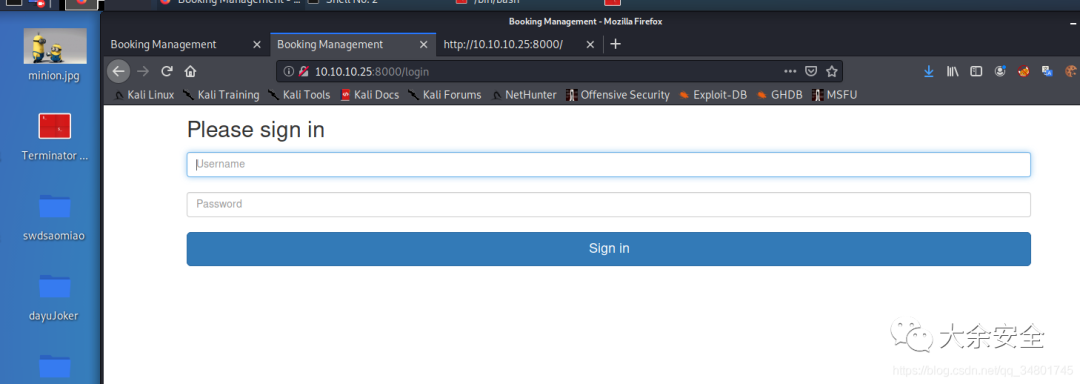 Booking Management - ... Shell No. 2 /bin/bash
Booking Management - Mozilla Firefox
Booking Management Booking Management http://10.10.10.25:8000/
10.10.10.25:8000/login
Kali Linux Kali Training Kali Tools Kali Docs Kali Forums NetHunter Offensive Security Exploit-DB GHDB MSFU
minion.jpg
Terminator ...
swdsaomiao
dayuJoker
Please sign in
Username
Password
Sign in
大余安全
https://blog.csdn.net/qq_34801745